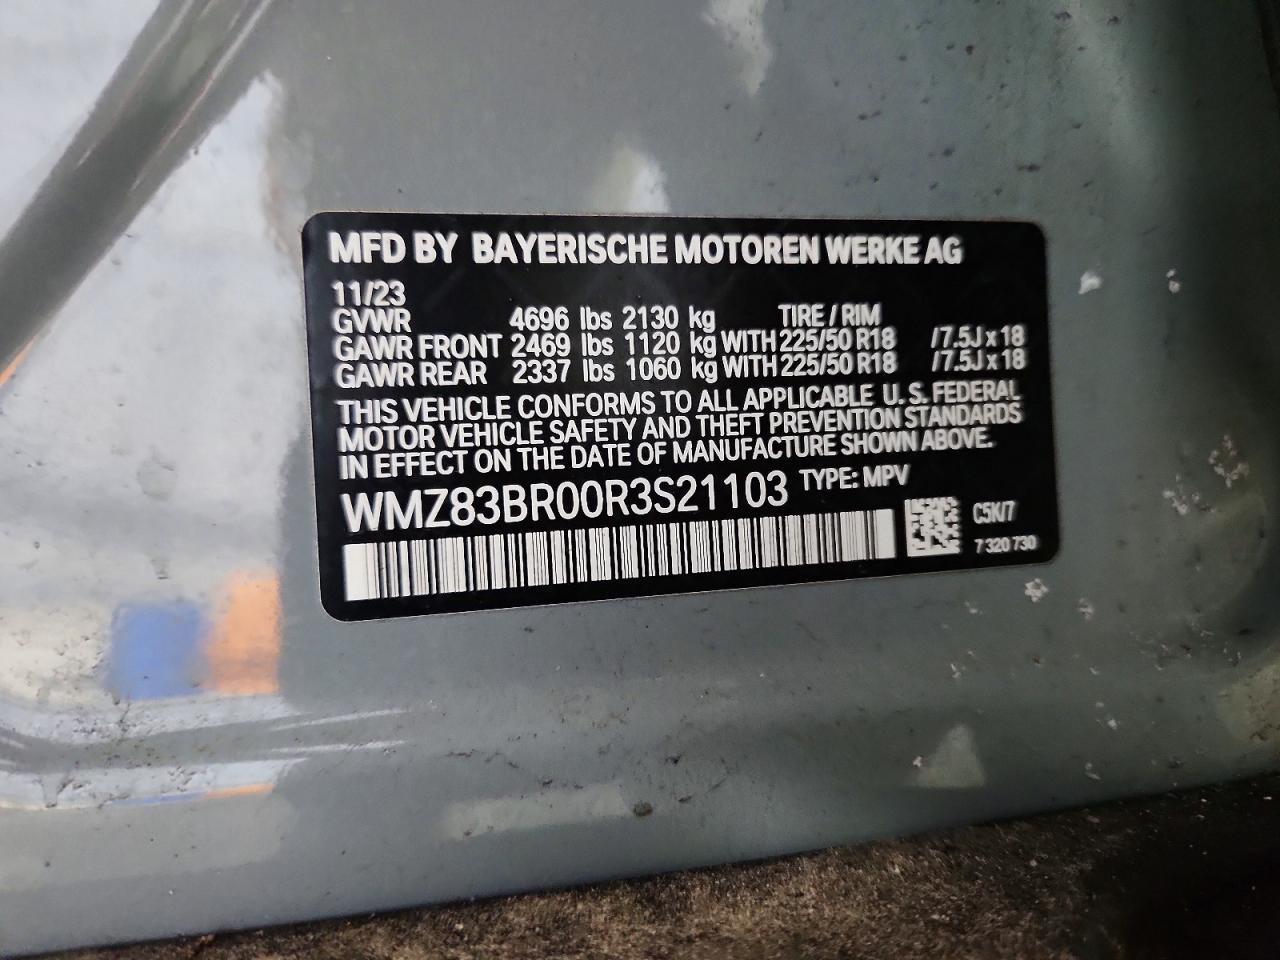 MFD BY BAYERISCHE MOTOREN WERKE AG
11/23
GVWR 4696 lbs 2130 kg TIRE / RIM
GAWR FRONT 2469 lbs 1120 kg WITH 225/50 R18 /7.5J x 18
GAWR REAR 2337 lbs 1060 kg WITH 225/50 R18 /7.5J x 18
THIS VEHICLE CONFORMS TO ALL APPLICABLE U. S. FEDERAL
MOTOR VEHICLE SAFETY AND THEFT PREVENTION STANDARDS
IN EFFECT ON THE DATE OF MANUFACTURE SHOWN ABOVE.
WMZ83BR00R3S21103 TYPE: MPV
C5K/7
7 320 730